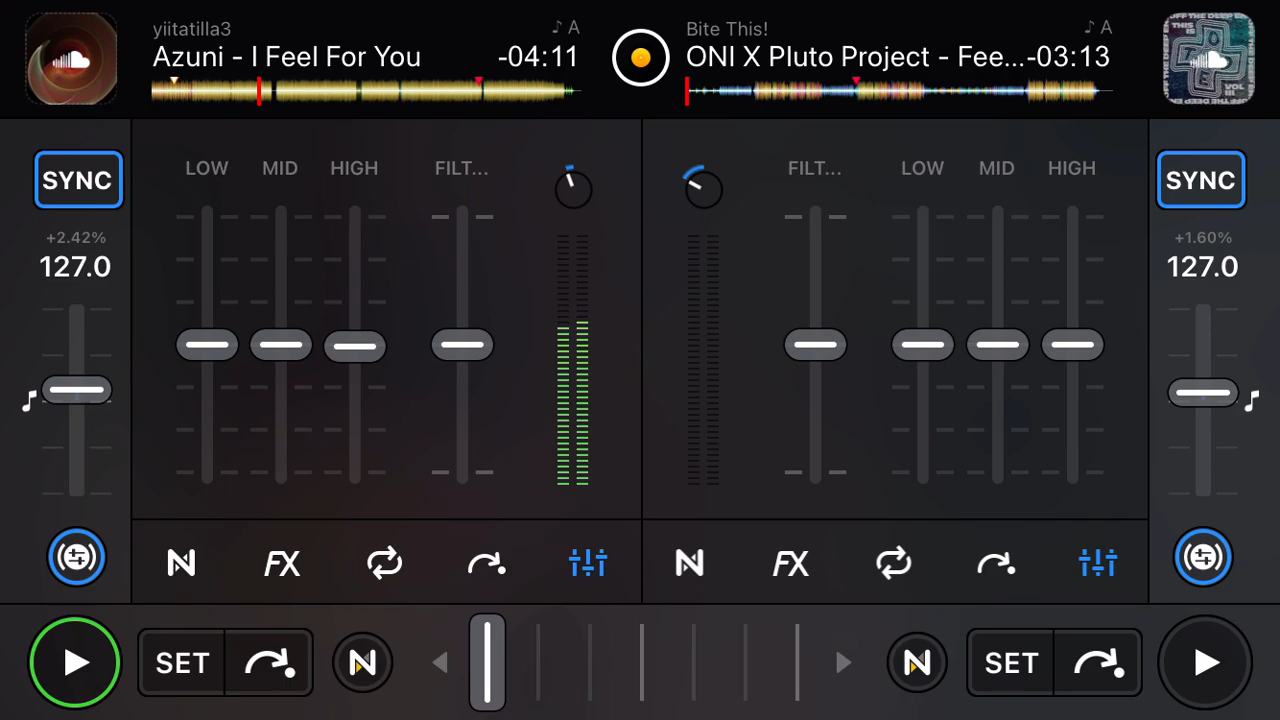 yiitatilla3
♪ A
Azuni - I Feel For You
-04:11
Bite This!
♪ A
ONI X Pluto Project - Fee...
-03:13
SYNC
+2.42%
127.0
LOW MID HIGH FILT...
FILT... LOW MID HIGH
SYNC
+1.60%
127.0
FX
FX
SET
SET